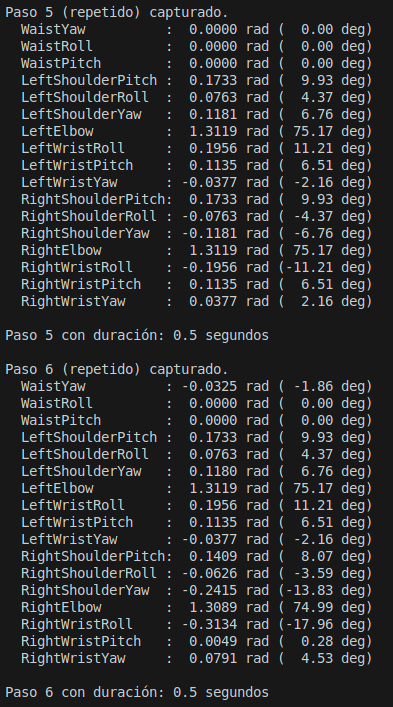 Paso 5 (repetido) capturado.
  WaistYaw          :  0.0000 rad (  0.00 deg)
  WaistRoll         :  0.0000 rad (  0.00 deg)
  WaistPitch        :  0.0000 rad (  0.00 deg)
  LeftShoulderPitch :  0.1733 rad (  9.93 deg)
  LeftShoulderRoll  :  0.0763 rad (  4.37 deg)
  LeftShoulderYaw   :  0.1181 rad (  6.76 deg)
  LeftElbow         :  1.3119 rad ( 75.17 deg)
  LeftWristRoll     :  0.1956 rad ( 11.21 deg)
  LeftWristPitch    :  0.1135 rad (  6.51 deg)
  LeftWristYaw      : -0.0377 rad ( -2.16 deg)
  RightShoulderPitch:  0.1733 rad (  9.93 deg)
  RightShoulderRoll : -0.0763 rad ( -4.37 deg)
  RightShoulderYaw  : -0.1181 rad ( -6.76 deg)
  RightElbow        :  1.3119 rad ( 75.17 deg)
  RightWristRoll    : -0.1956 rad (-11.21 deg)
  RightWristPitch   :  0.1135 rad (  6.51 deg)
  RightWristYaw     :  0.0377 rad (  2.16 deg)

Paso 5 con duración: 0.5 segundos

Paso 6 (repetido) capturado.
  WaistYaw          : -0.0325 rad ( -1.86 deg)
  WaistRoll         :  0.0000 rad (  0.00 deg)
  WaistPitch        :  0.0000 rad (  0.00 deg)
  LeftShoulderPitch :  0.1733 rad (  9.93 deg)
  LeftShoulderRoll  :  0.0763 rad (  4.37 deg)
  LeftShoulderYaw   :  0.1180 rad (  6.76 deg)
  LeftElbow         :  1.3119 rad ( 75.17 deg)
  LeftWristRoll     :  0.1956 rad ( 11.21 deg)
  LeftWristPitch    :  0.1135 rad (  6.51 deg)
  LeftWristYaw      : -0.0377 rad ( -2.16 deg)
  RightShoulderPitch:  0.1409 rad (  8.07 deg)
  RightShoulderRoll : -0.0626 rad ( -3.59 deg)
  RightShoulderYaw  : -0.2415 rad (-13.83 deg)
  RightElbow        :  1.3089 rad ( 74.99 deg)
  RightWristRoll    : -0.3134 rad (-17.96 deg)
  RightWristPitch   :  0.0049 rad (  0.28 deg)
  RightWristYaw     :  0.0791 rad (  4.53 deg)

Paso 6 con duración: 0.5 segundos